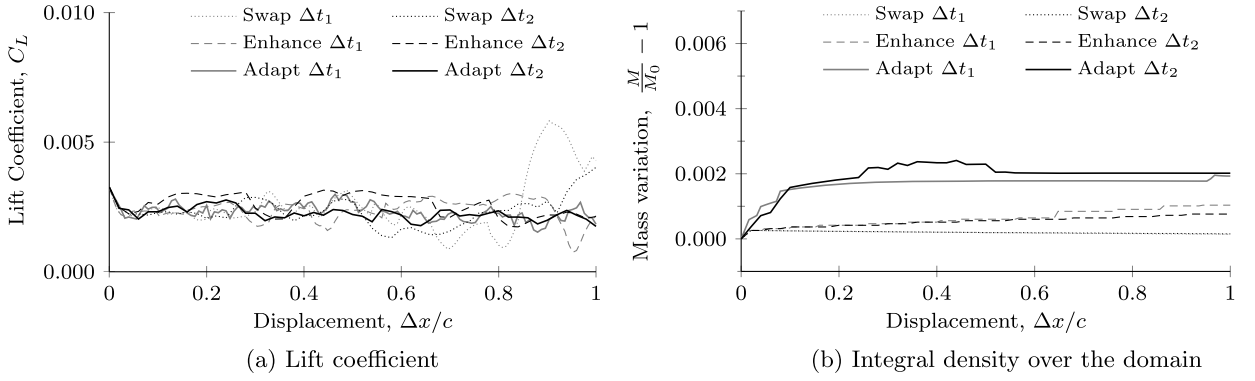 Lift Coefficient, C_L
0.010
0.005
0.000
Swap Δt₁
Swap Δt₂
Enhance Δt₁
Enhance Δt₂
Adapt Δt₁
Adapt Δt₂
0
0.2
0.4
0.6
0.8
1
Displacement, Δx/c
(a) Lift coefficient
Mass variation, M/M₀ − 1
0.006
0.004
0.002
0.000
Swap Δt₁
Swap Δt₂
Enhance Δt₁
Enhance Δt₂
Adapt Δt₁
Adapt Δt₂
0
0.2
0.4
0.6
0.8
1
Displacement, Δx/c
(b) Integral density over the domain